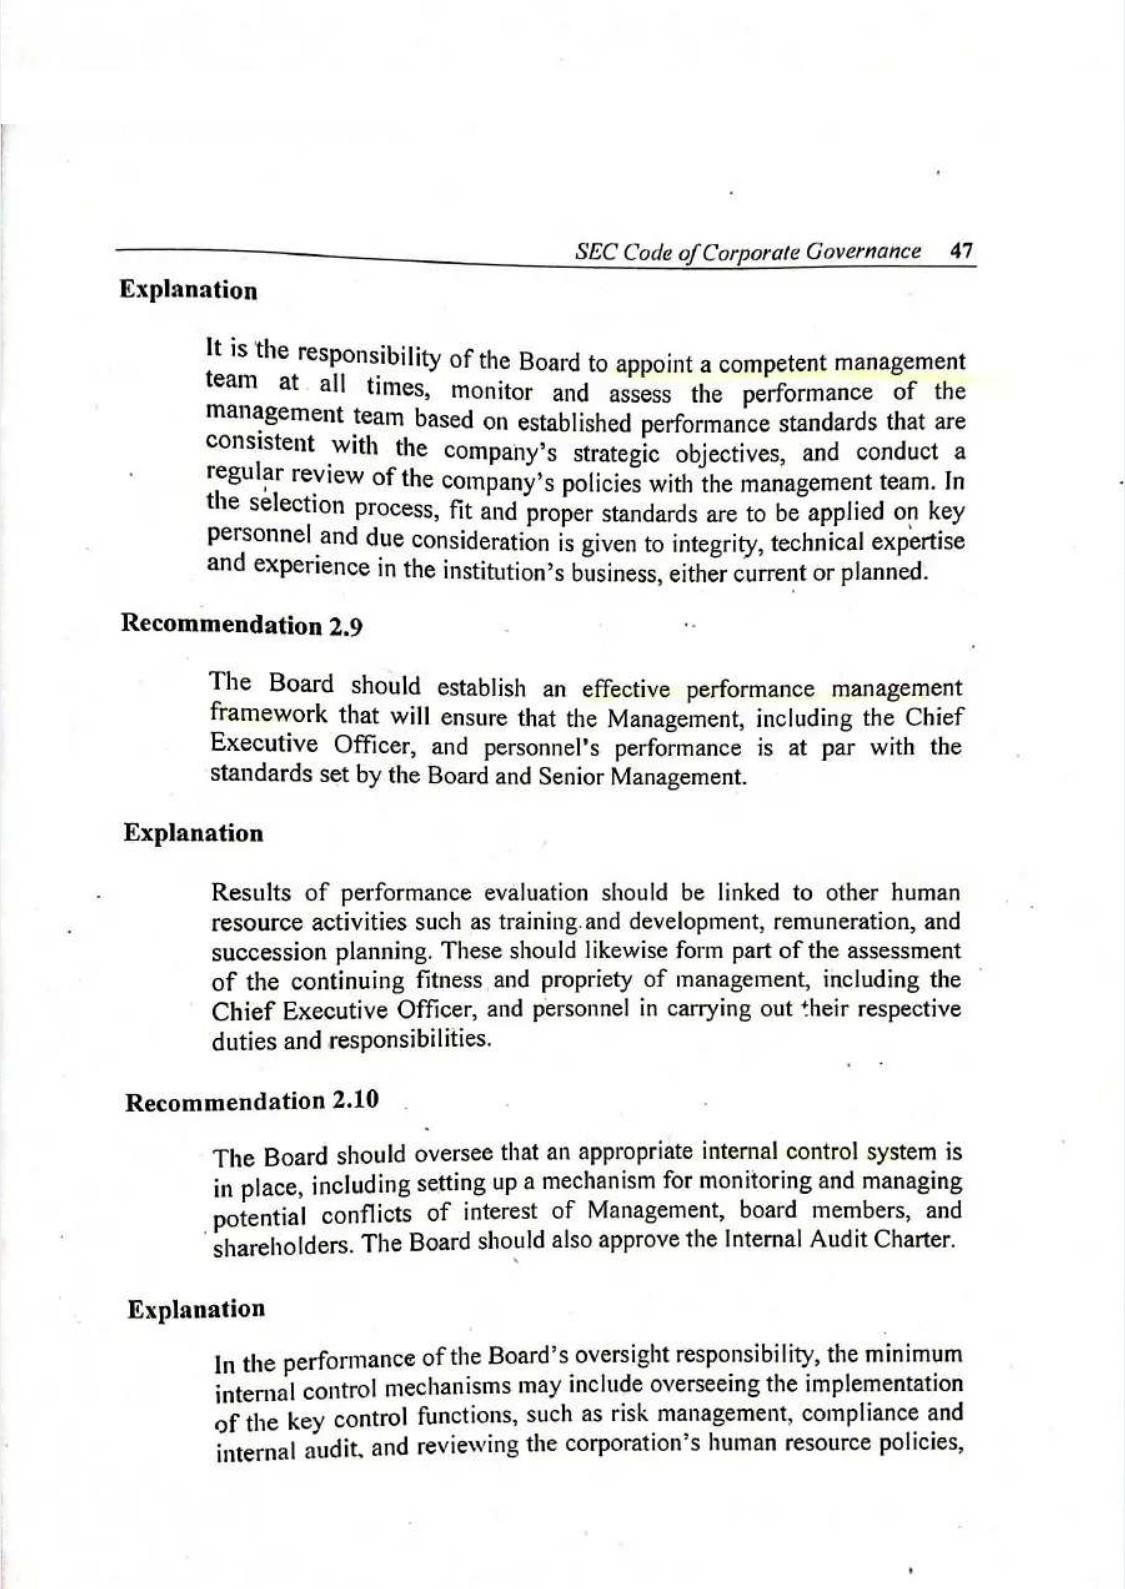 SEC Code of Corporate Governance 47
Explanation
It is the responsibility of the Board to appoint a competent management
team at all times, monitor and assess the performance of the
management team based on established performance standards that are
consistent with the company's strategic objectives, and conduct a
regular review of the company's policies with the management team. In
the selection process, fit and proper standards are to be applied on key
personnel and due consideration is given to integrity, technical expertise
and experience in the institution's business, either current or planned.
Recommendation 2.9
The Board should establish an effective performance management
framework that will ensure that the Management, including the Chief
Executive Officer, and personnel's performance is at par with the
standards set by the Board and Senior Management.
Explanation
Results of performance evaluation should be linked to other human
resource activities such as training and development, remuneration, and
succession planning. These should likewise form part of the assessment
of the continuing fitness and propriety of management, including the
Chief Executive Officer, and personnel in carrying out their respective
duties and responsibilities.
Recommendation 2.10
The Board should oversee that an appropriate internal control system is
in place, including setting up a mechanism for monitoring and managing
potential conflicts of interest of Management, board members, and
shareholders. The Board should also approve the Internal Audit Charter.
Explanation
In the performance of the Board's oversight responsibility, the minimum
internal control mechanisms may include overseeing the implementation
of the key control functions, such as risk management, compliance and
internal audit, and reviewing the corporation's human resource policies,